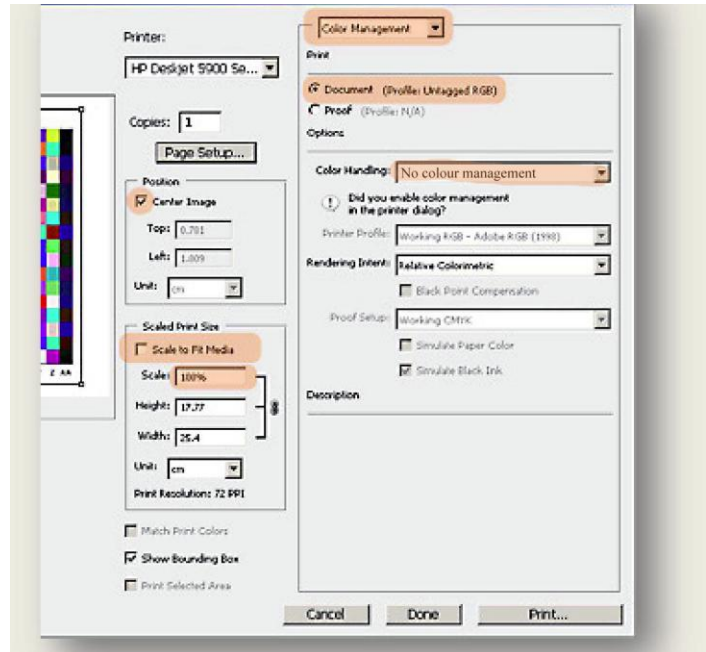 Printer:
HP Deskjet 5900 Se...
Copies: 1
Page Setup...
Position
Center Image
Top: 0.701
Left: 1.009
Unit: cm
Scaled Print Size
Scale to Fit Media
Scale: 100%
Height: 17.77
Width: 25.4
Unit: cm
Print Resolution: 72 PPI
Match Print Colors
Show Bounding Box
Print Selected Area
Z AA
Color Management
Print
Document (Profile: Untagged RGB)
Proof (Profile: N/A)
Options
Color Handling: No colour management
Did you enable color management
in the printer dialog?
Printer Profile: Working RGB - Adobe RGB (1998)
Rendering Intent: Relative Colorimetric
Black Point Compensation
Proof Setup: Working CMYK
Simulate Paper Color
Simulate Black Ink
Description
Cancel
Done
Print...